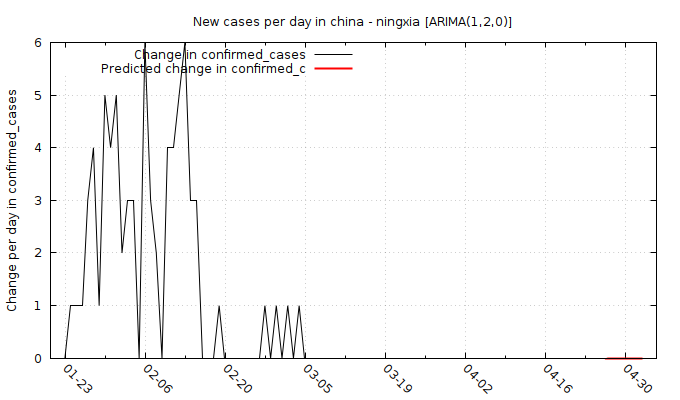 New cases per day in china - ningxia [ARIMA(1,2,0)]
Change in confirmed_cases
Predicted change in confirmed_c
Change per day in confirmed_cases
6
5
4
3
2
1
0
01-23 02-06 02-20 03-05 03-19 04-02 04-16 04-30